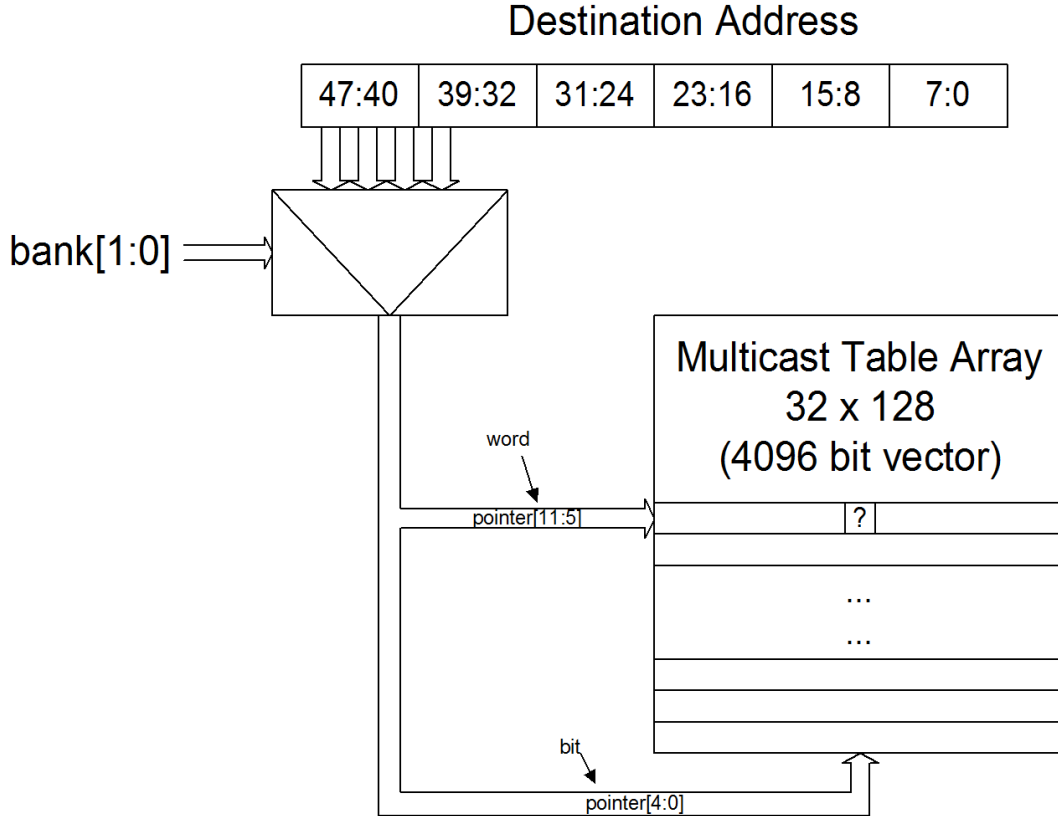 Destination Address
47:40 39:32 31:24 23:16 15:8 7:0
bank[1:0]
Multicast Table Array
32 x 128
(4096 bit vector)
word
pointer[11:5]
?
...
...
bit
pointer[4:0]